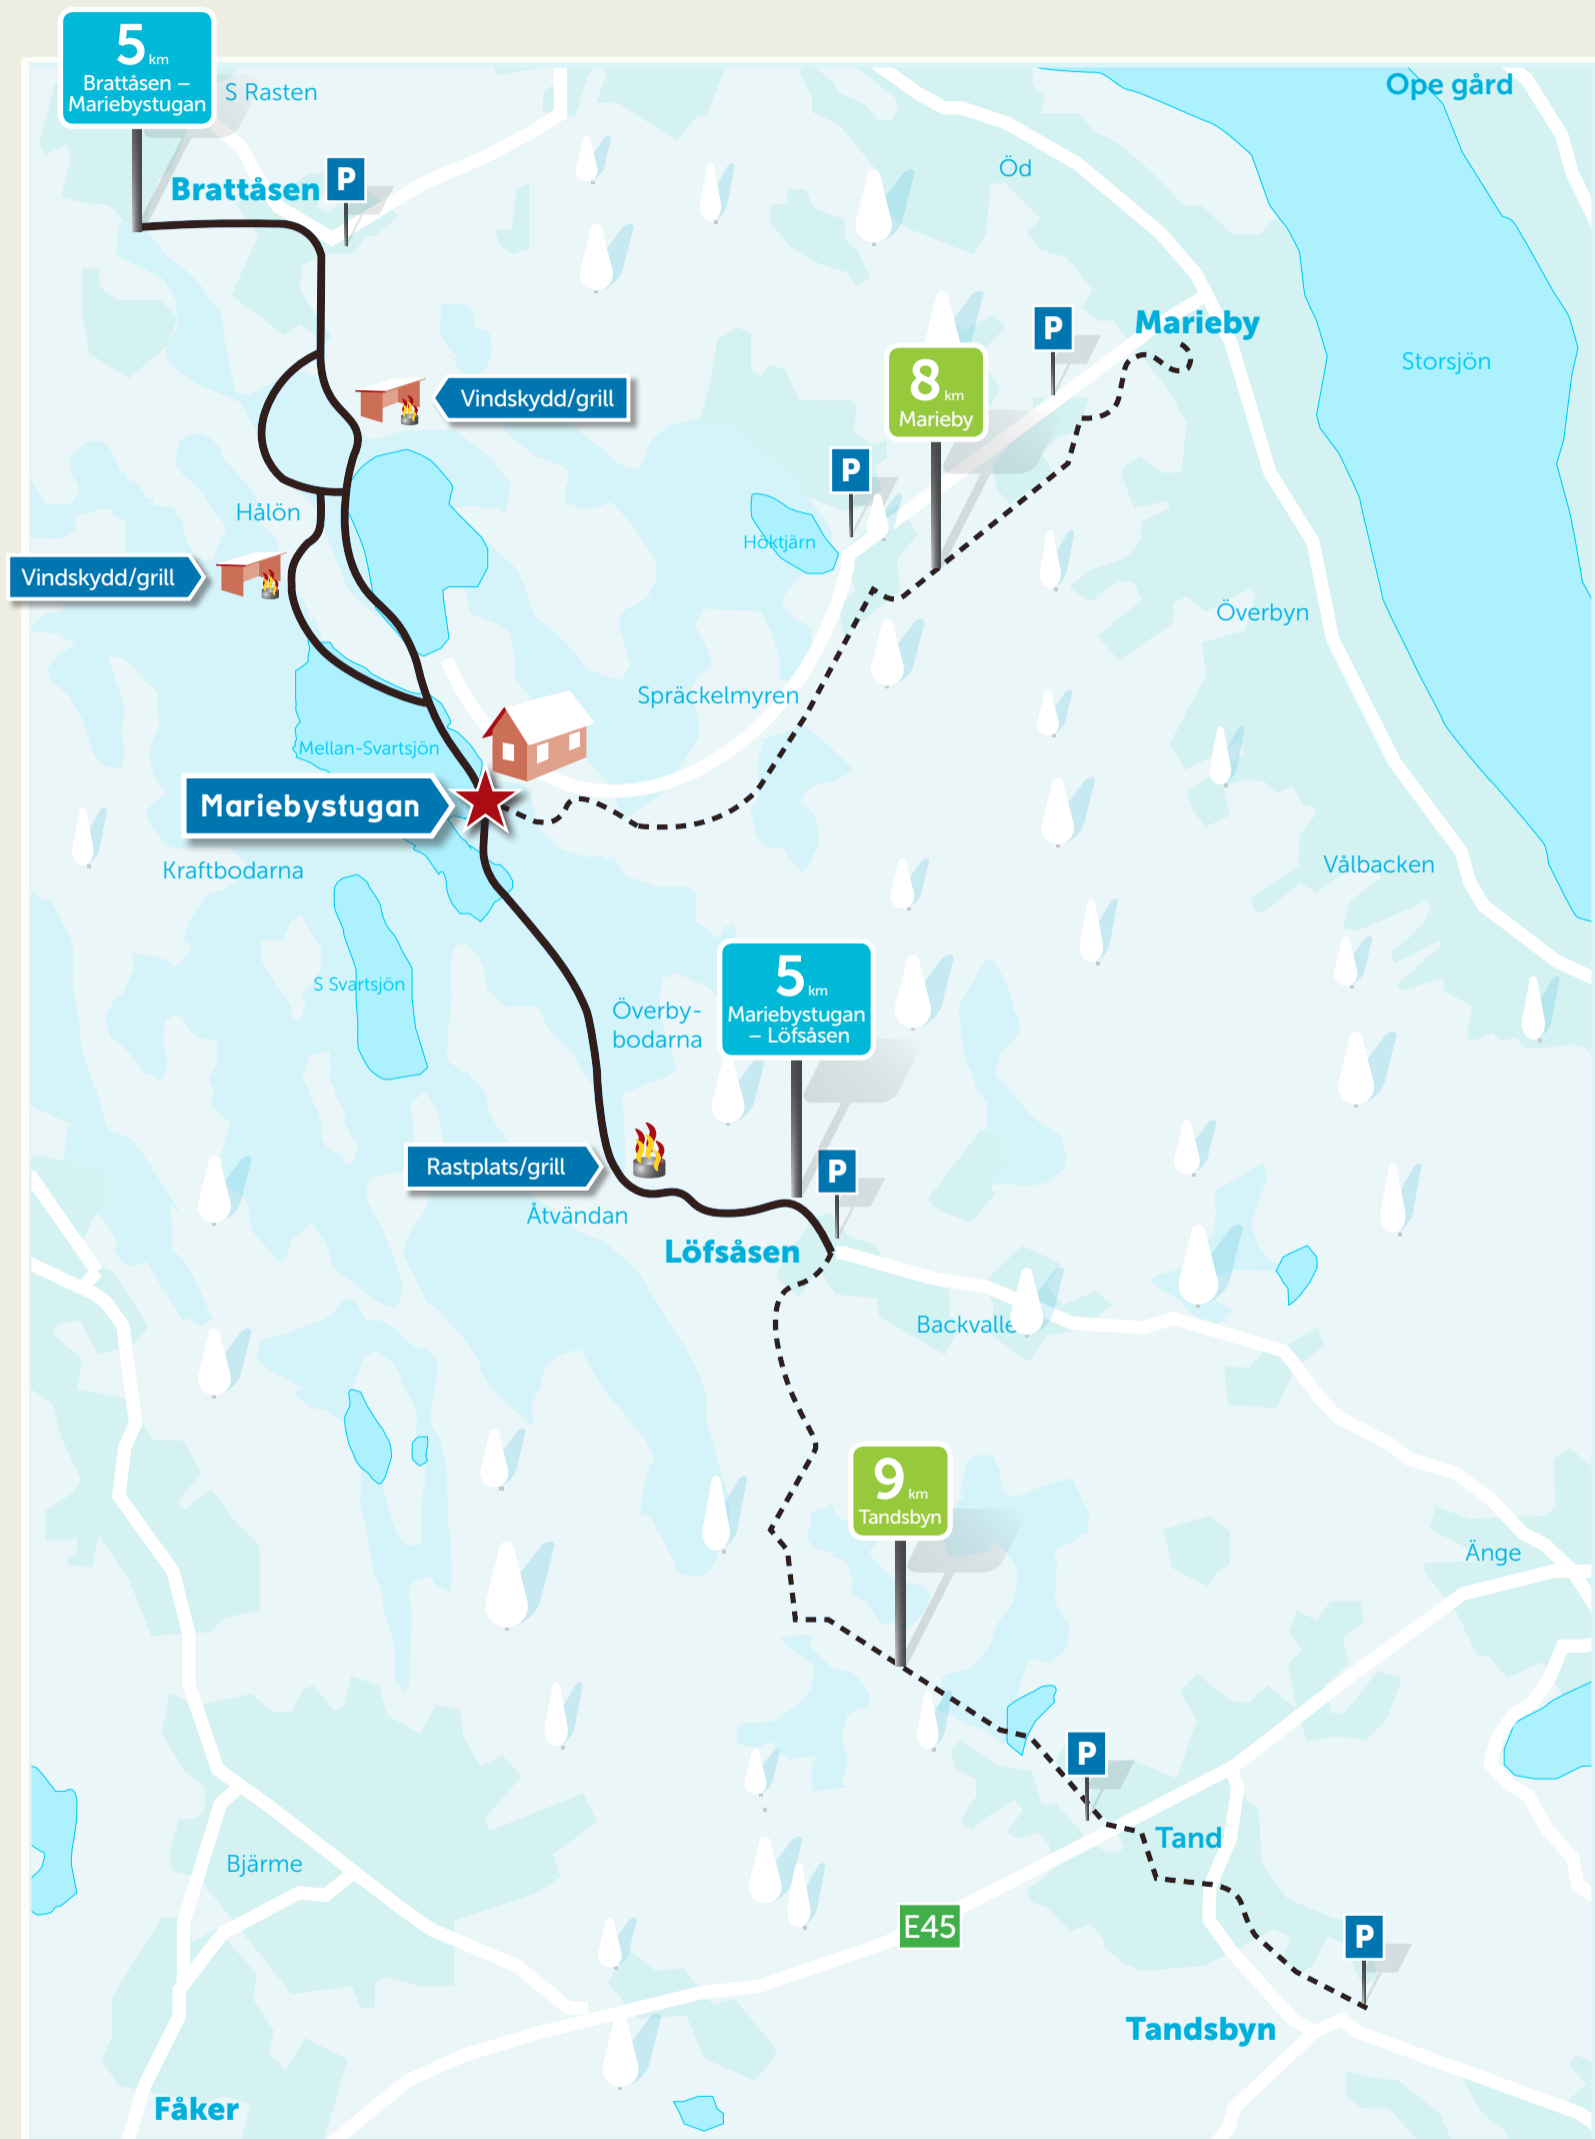 5 km
Brattåsen –
Mariebystugan
S Rasten
Ope gård
Öd
Brattåsen
P
Marieby
P
Storsjön
Vindskydd/grill
8 km
Marieby
P
Hålön
Höktjärn
Vindskydd/grill
Överbyn
Spräckelmyren
Mellan-Svartsjön
Mariebystugan
Kraftbodarna
Vålbacken
S Svartsjön
Överby-
bodarna
5 km
Mariebystugan
– Löfsåsen
Rastplats/grill
P
Åtvändan
Löfsåsen
Backvalle
9 km
Tandsbyn
Änge
P
Tand
Bjärme
E45
P
Tandsbyn
Fåker